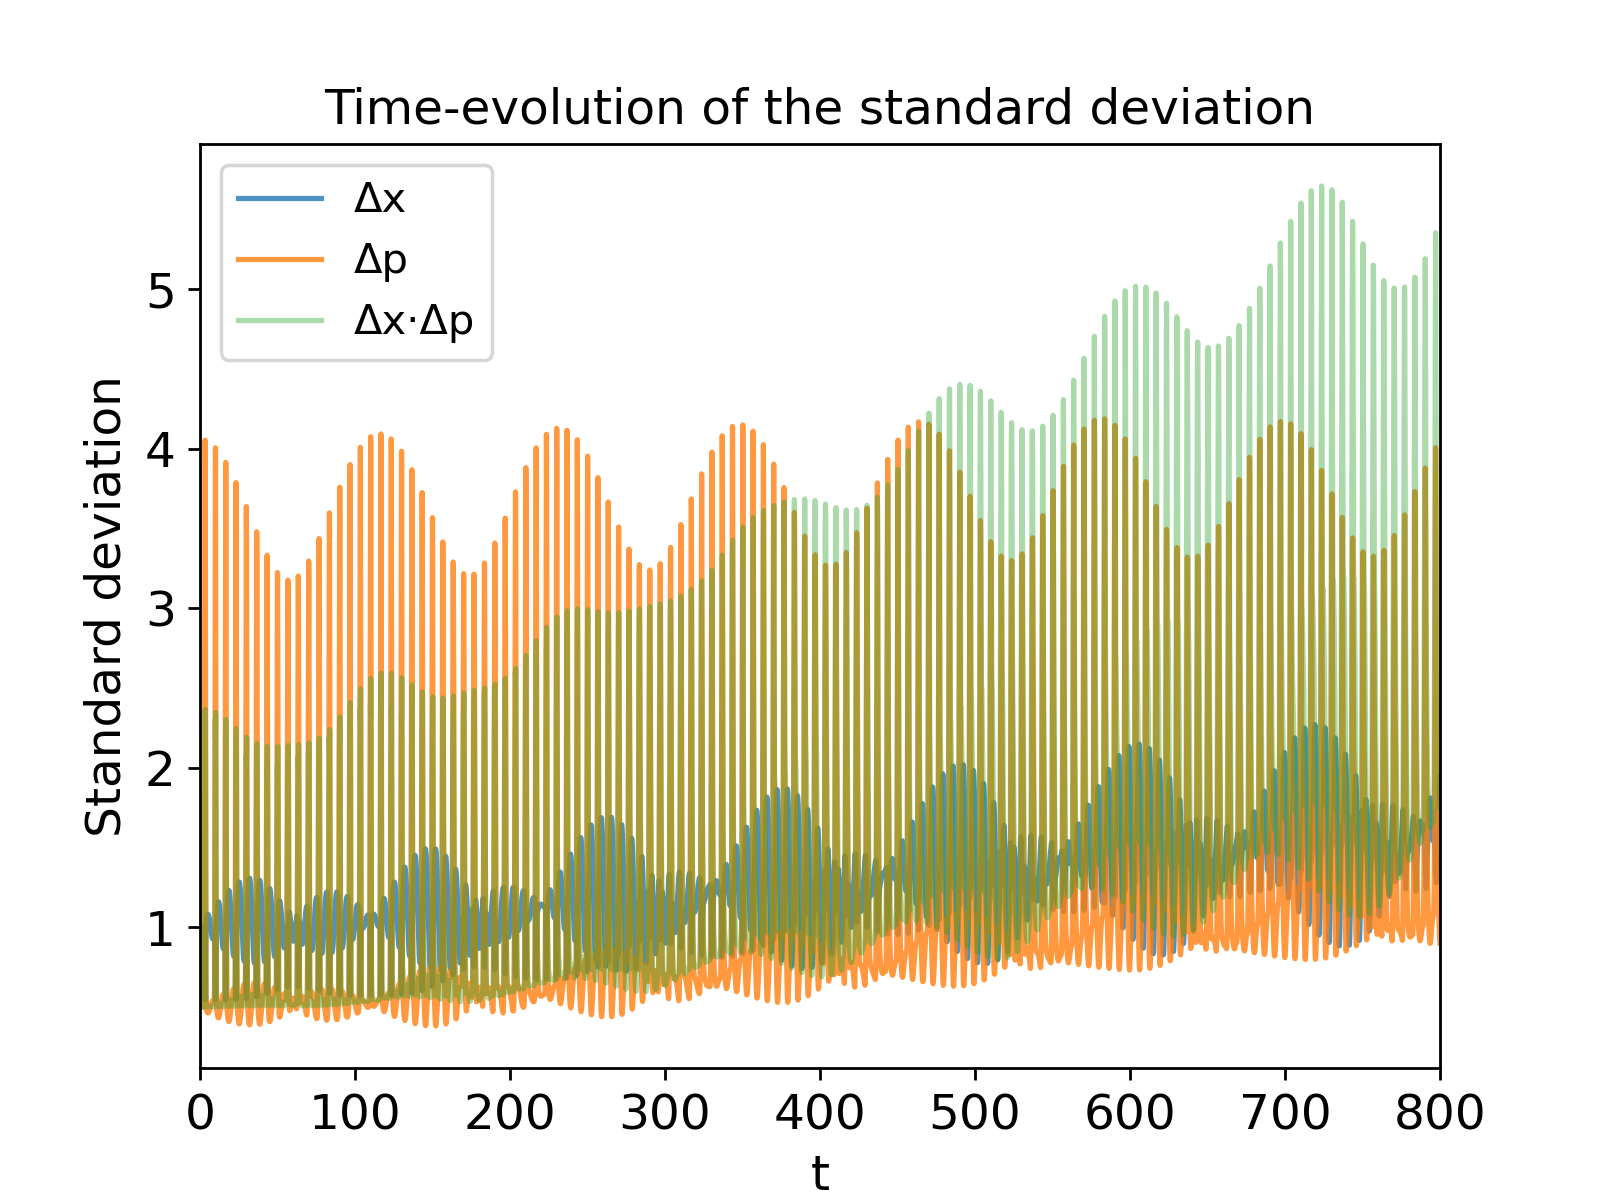 Time-evolution of the standard deviation
Δx
Δp
Δx·Δp
Standard deviation
5
4
3
2
1
0 100 200 300 400 500 600 700 800
t